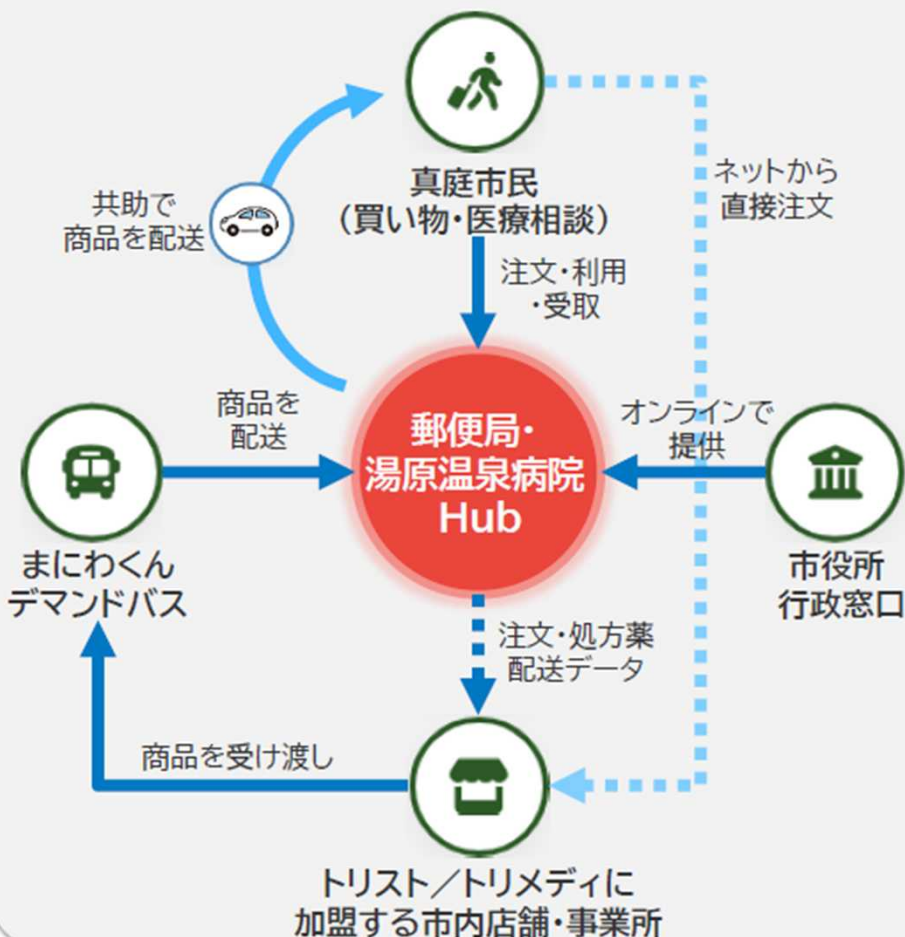 真庭市民
(買い物・医療相談)
共助で
商品を配送
ネットから
直接注文
注文・利用
・受取
商品を
配送
郵便局・
湯原温泉病院
Hub
オンラインで
提供
まにわくん
デマンドバス
市役所
行政窓口
注文・処方薬
配送データ
商品を受け渡し
トリスト/トリメディに
加盟する市内店舗・事業所